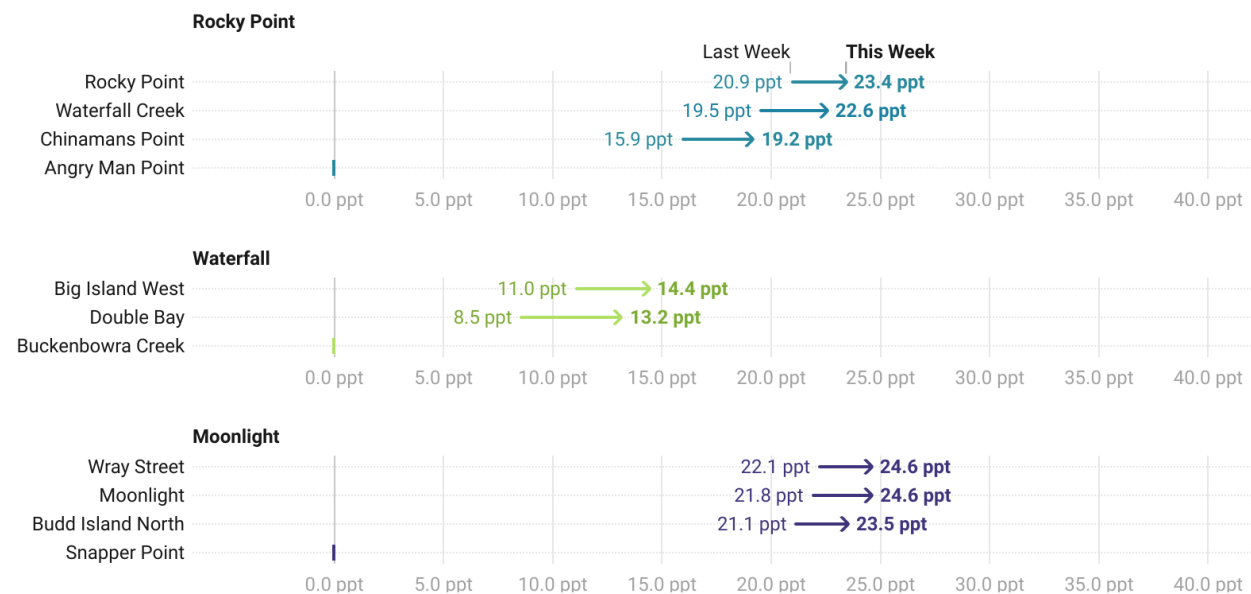 Rocky Point
Last Week This Week
Rocky Point 20.9 ppt 23.4 ppt
Waterfall Creek 19.5 ppt 22.6 ppt
Chinamans Point 15.9 ppt 19.2 ppt
Angry Man Point
0.0 ppt 5.0 ppt 10.0 ppt 15.0 ppt 20.0 ppt 25.0 ppt 30.0 ppt 35.0 ppt 40.0 ppt
Waterfall
Big Island West 11.0 ppt 14.4 ppt
Double Bay 8.5 ppt 13.2 ppt
Buckenbowra Creek
0.0 ppt 5.0 ppt 10.0 ppt 15.0 ppt 20.0 ppt 25.0 ppt 30.0 ppt 35.0 ppt 40.0 ppt
Moonlight
Wray Street 22.1 ppt 24.6 ppt
Moonlight 21.8 ppt 24.6 ppt
Budd Island North 21.1 ppt 23.5 ppt
Snapper Point
0.0 ppt 5.0 ppt 10.0 ppt 15.0 ppt 20.0 ppt 25.0 ppt 30.0 ppt 35.0 ppt 40.0 ppt